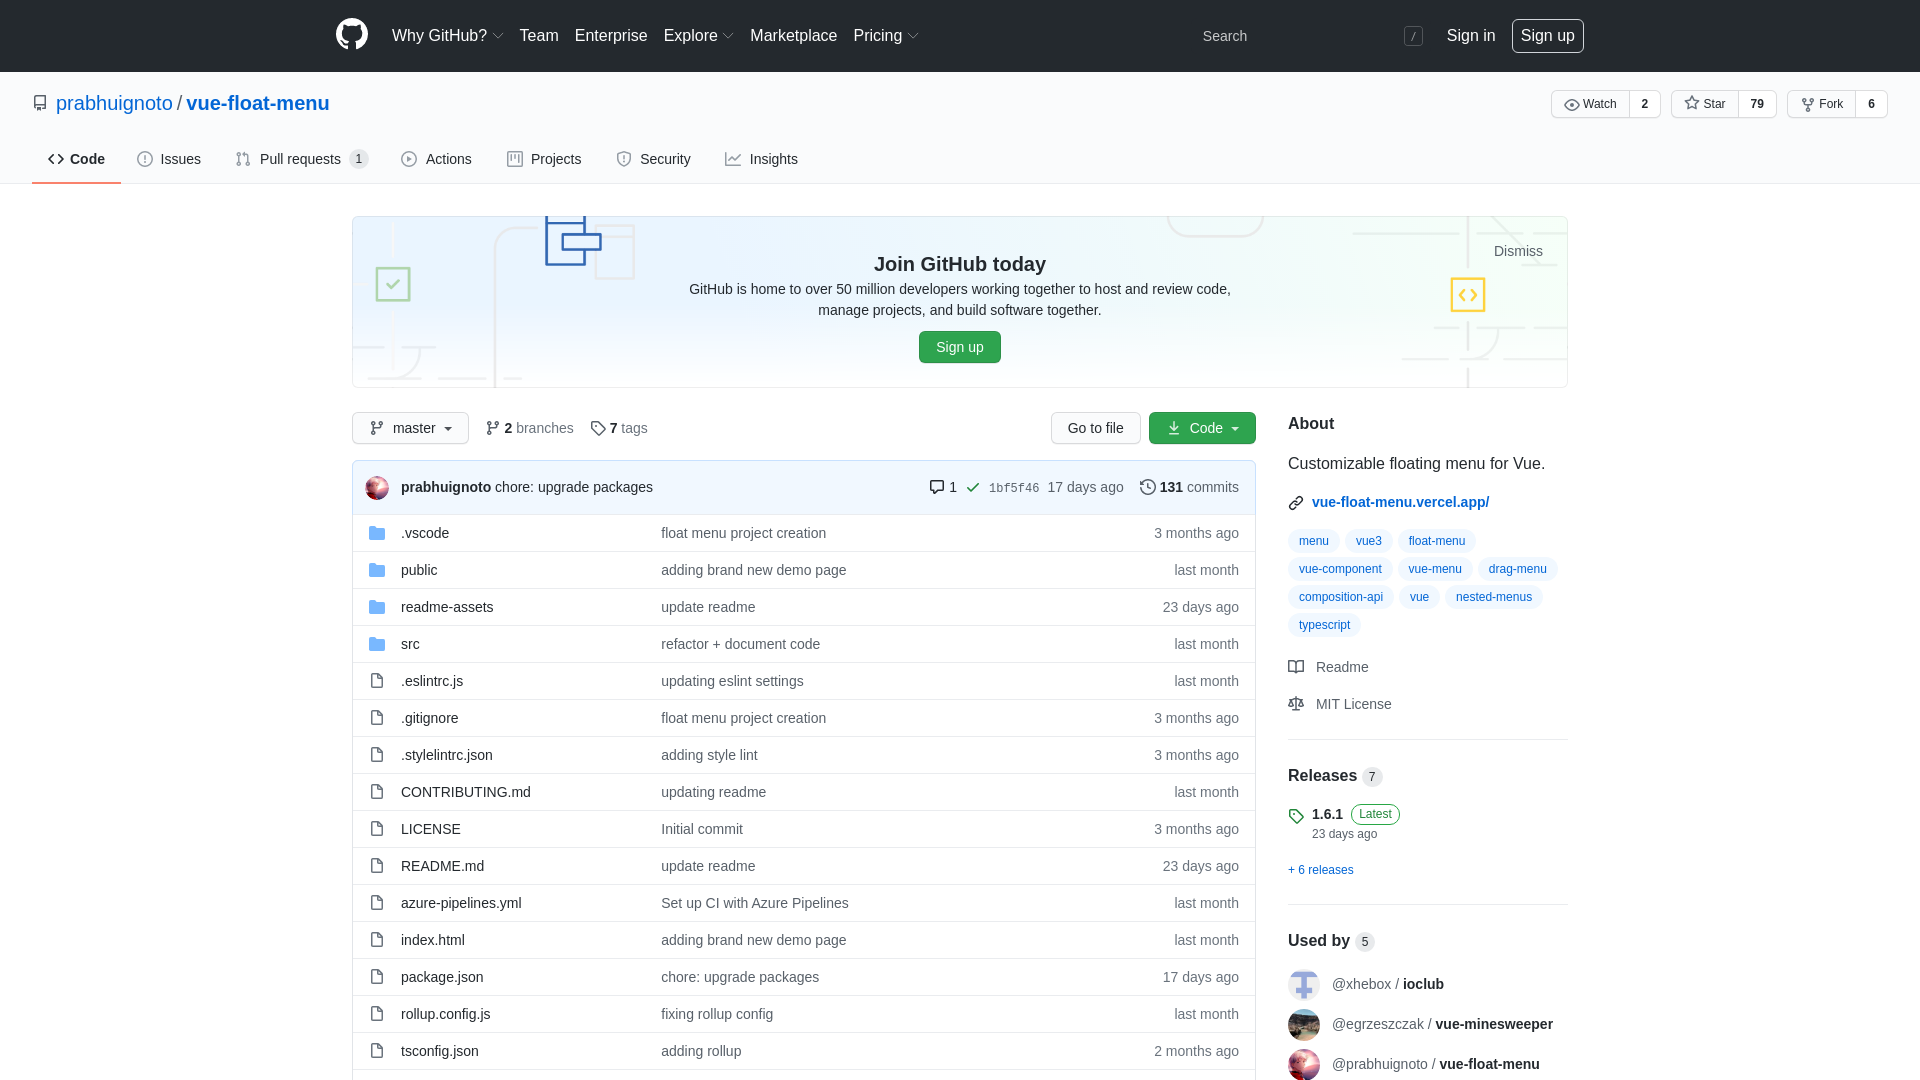 Why GitHub? Team Enterprise Explore Marketplace Pricing Search / Sign in Sign up
prabhuignoto / vue-float-menu Watch 2 Star 79 Fork 6
Code Issues Pull requests 1 Actions Projects Security Insights
Dismiss
Join GitHub today
GitHub is home to over 50 million developers working together to host and review code,
manage projects, and build software together.
Sign up
master 2 branches 7 tags Go to file Code
prabhuignoto chore: upgrade packages 1 1bf5f46 17 days ago 131 commits
.vscode float menu project creation 3 months ago
public adding brand new demo page last month
readme-assets update readme 23 days ago
src refactor + document code last month
.eslintrc.js updating eslint settings last month
.gitignore float menu project creation 3 months ago
.stylelintrc.json adding style lint 3 months ago
CONTRIBUTING.md updating readme last month
LICENSE Initial commit 3 months ago
README.md update readme 23 days ago
azure-pipelines.yml Set up CI with Azure Pipelines last month
index.html adding brand new demo page last month
package.json chore: upgrade packages 17 days ago
rollup.config.js fixing rollup config last month
tsconfig.json adding rollup 2 months ago
About
Customizable floating menu for Vue.
vue-float-menu.vercel.app/
menu vue3 float-menu
vue-component vue-menu drag-menu
composition-api vue nested-menus
typescript
Readme
MIT License
Releases 7
1.6.1 Latest
23 days ago
+ 6 releases
Used by 5
@xhebox / ioclub
@egrzeszczak / vue-minesweeper
@prabhuignoto / vue-float-menu